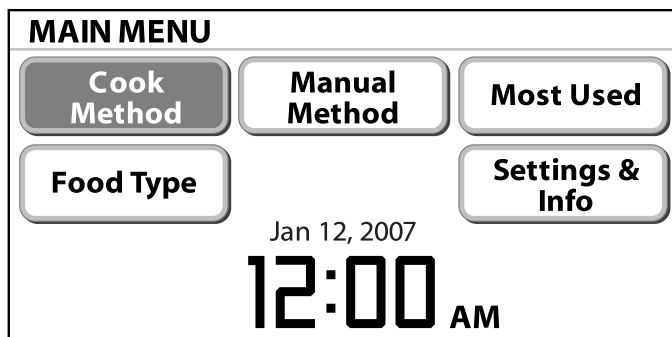 MAIN MENU
Cook
Method
Manual
Method
Most Used
Food Type
Settings &
Info
Jan 12, 2007
12:00 AM